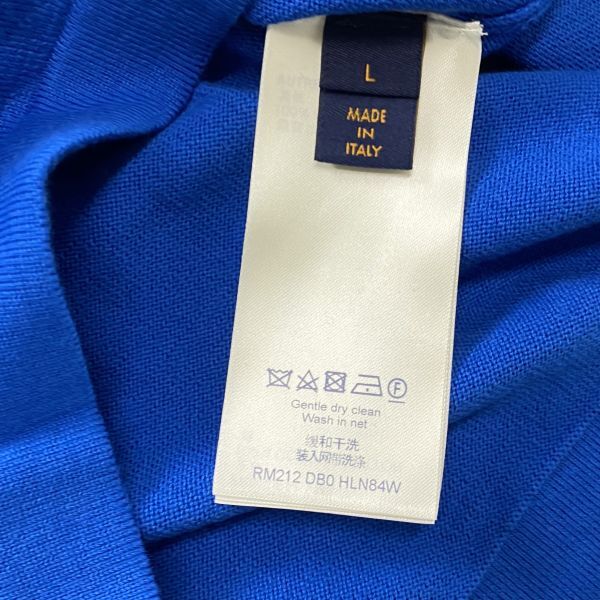 L
MADE
IN
ITALY
F
Gentle dry clean
Wash in net
缓和干洗
装入网带洗涤
RM212 DB0 HLN84W